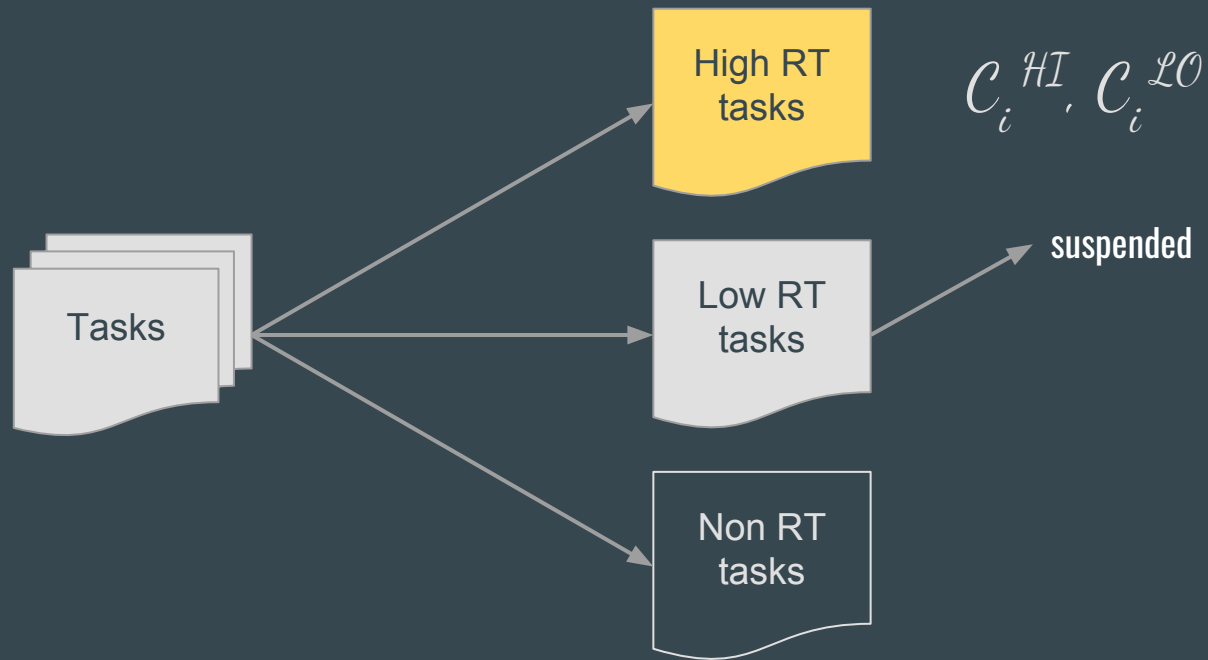 High RT
tasks
C_i^HI, C_i^LO
suspended
Tasks
Low RT
tasks
Non RT
tasks